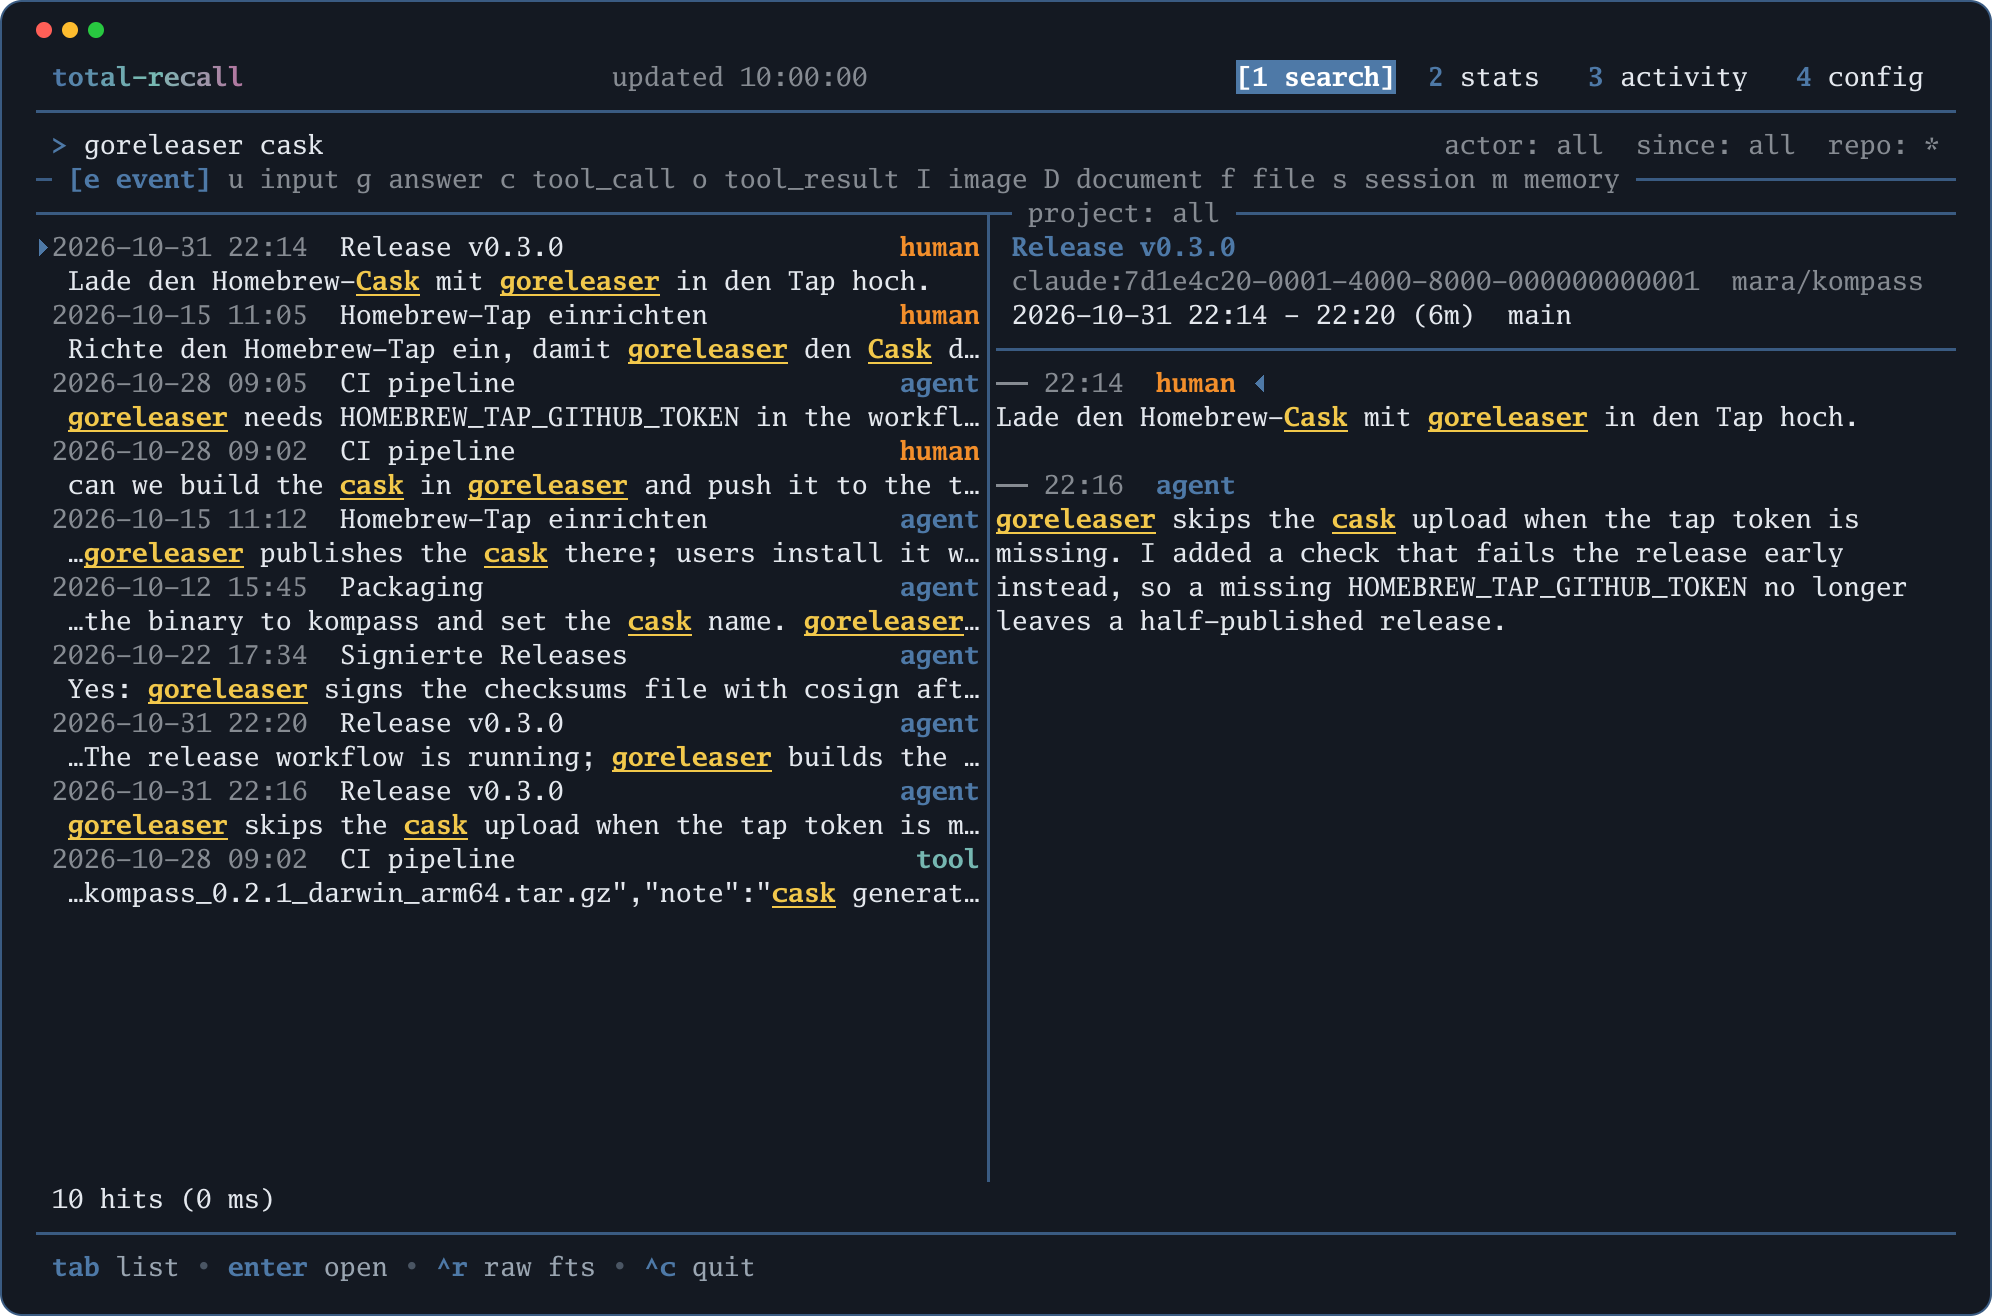 total-recall updated 10:00:00 [1 search] 2 stats 3 activity 4 config
> goreleaser cask actor: all since: all repo: *
[e event] u input g answer c tool_call o tool_result I image D document f file s session m memory
project: all
2026-10-31 22:14 Release v0.3.0 human
Lade den Homebrew-Cask mit goreleaser in den Tap hoch.
2026-10-15 11:05 Homebrew-Tap einrichten human
Richte den Homebrew-Tap ein, damit goreleaser den Cask d…
2026-10-28 09:05 CI pipeline agent
goreleaser needs HOMEBREW_TAP_GITHUB_TOKEN in the workfl…
2026-10-28 09:02 CI pipeline human
can we build the cask in goreleaser and push it to the t…
2026-10-15 11:12 Homebrew-Tap einrichten agent
…goreleaser publishes the cask there; users install it w…
2026-10-12 15:45 Packaging agent
…the binary to kompass and set the cask name. goreleaser…
2026-10-22 17:34 Signierte Releases agent
Yes: goreleaser signs the checksums file with cosign aft…
2026-10-31 22:20 Release v0.3.0 agent
…The release workflow is running; goreleaser builds the …
2026-10-31 22:16 Release v0.3.0 agent
goreleaser skips the cask upload when the tap token is m…
2026-10-28 09:02 CI pipeline tool
…kompass_0.2.1_darwin_arm64.tar.gz","note":"cask generat…
Release v0.3.0
claude:7d1e4c20-0001-4000-8000-000000000001 mara/kompass
2026-10-31 22:14 - 22:20 (6m) main
—— 22:14 human
Lade den Homebrew-Cask mit goreleaser in den Tap hoch.
—— 22:16 agent
goreleaser skips the cask upload when the tap token is
missing. I added a check that fails the release early
instead, so a missing HOMEBREW_TAP_GITHUB_TOKEN no longer
leaves a half-published release.
10 hits (0 ms)
tab list • enter open • ^r raw fts • ^c quit